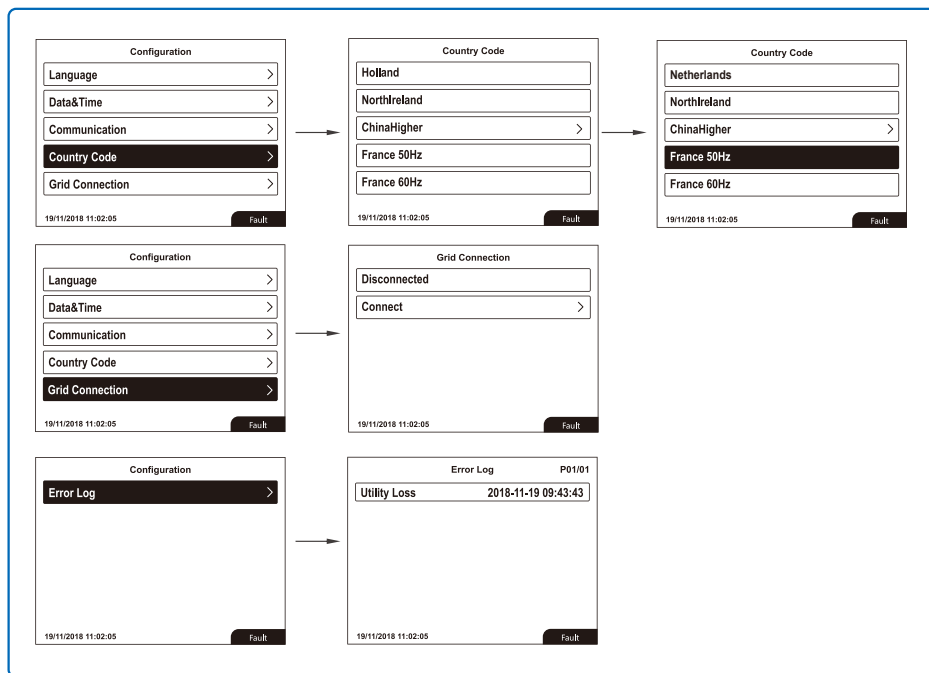 Configuration
Language >
Data&Time >
Communication >
Country Code >
Grid Connection >
19/11/2018 11:02:05 Fault
Country Code
Holland
NorthIreland
ChinaHigher >
France 50Hz
France 60Hz
19/11/2018 11:02:05 Fault
Country Code
Netherlands
NorthIreland
ChinaHigher >
France 50Hz
France 60Hz
19/11/2018 11:02:05 Fault
Configuration
Language >
Data&Time >
Communication >
Country Code >
Grid Connection >
19/11/2018 11:02:05 Fault
Grid Connection
Disconnected
Connect >
19/11/2018 11:02:05 Fault
Configuration
Error Log >
19/11/2018 11:02:05 Fault
Error Log P01/01
Utility Loss 2018-11-19 09:43:43
19/11/2018 11:02:05 Fault